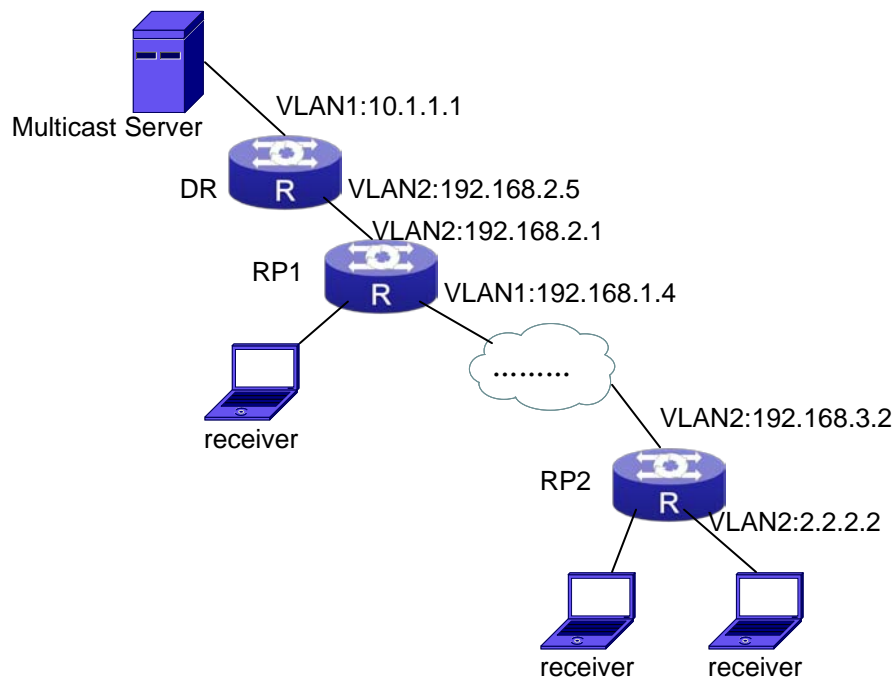 VLAN1:10.1.1.1
Multicast Server
DR
R
VLAN2:192.168.2.5
VLAN2:192.168.2.1
RP1
R
VLAN1:192.168.1.4
………
receiver
VLAN2:192.168.3.2
RP2
R
VLAN2:2.2.2.2
receiver
receiver